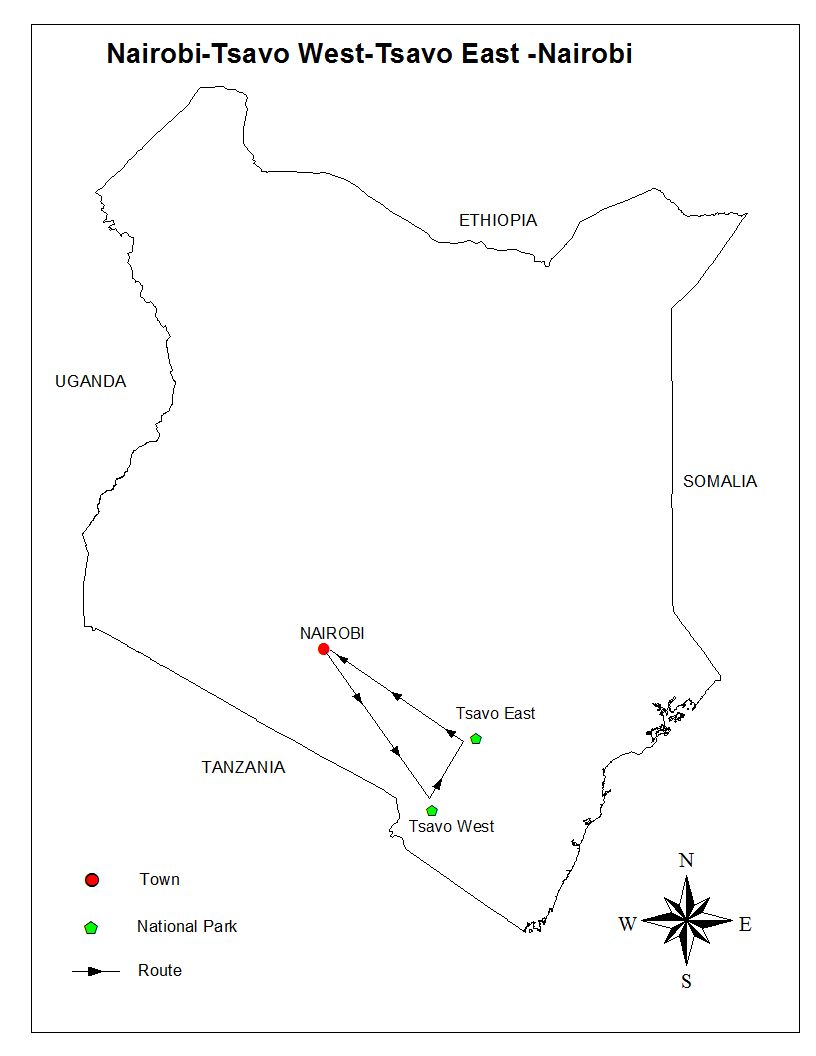 Nairobi-Tsavo West-Tsavo East -Nairobi
ETHIOPIA
UGANDA
SOMALIA
NAIROBI
Tsavo East
TANZANIA
Tsavo West
Town
National Park
Route
N
W
E
S